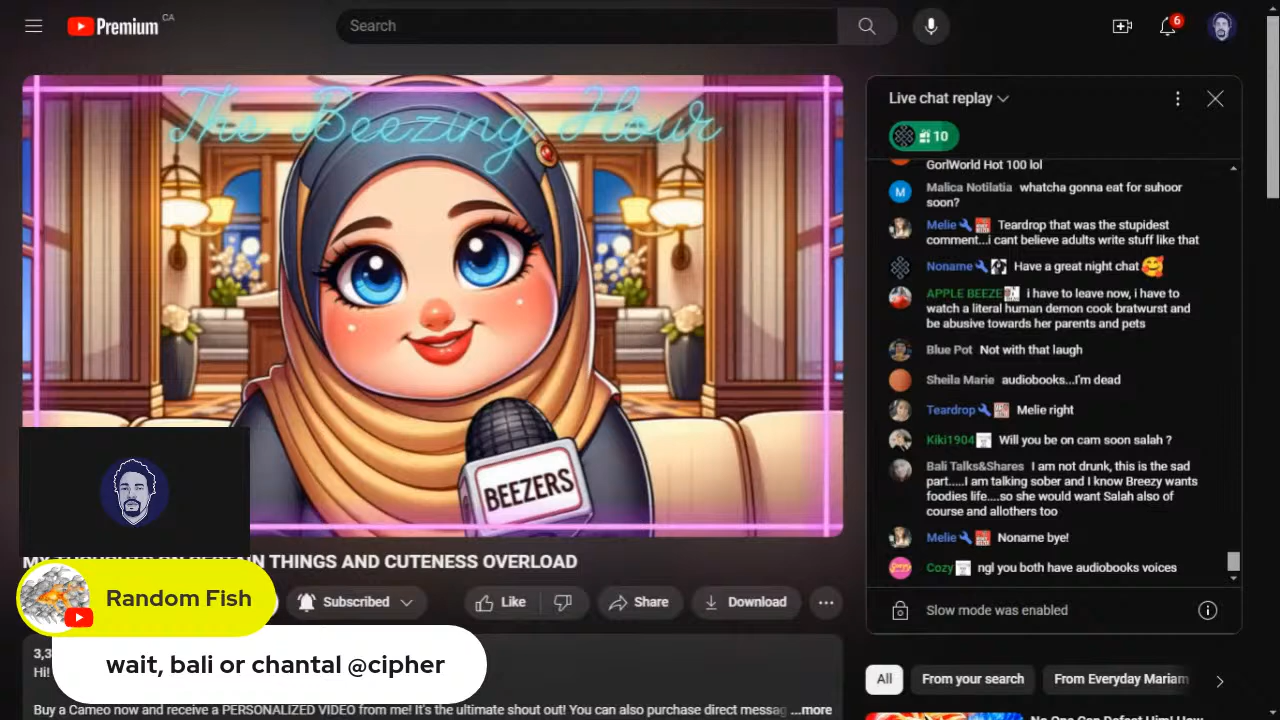 Premium CA
Search
6
The Beezing Hour
BEEZERS
Live chat replay
10
GorlWorld Hot 100 lol
M
Malica Notilatia whatcha gonna eat for suhoor
soon?
Melie Teardrop that was the stupidest
comment...i cant believe adults write stuff like that
Noname Have a great night chat
APPLE BEEZE i have to leave now, i have to
watch a literal human demon cook bratwurst and
be abusive towards her parents and pets
Blue Pot Not with that laugh
Sheila Marie audiobooks...I'm dead
Teardrop Melie right
Kiki1904 Will you be on cam soon salah ?
Bali Talks&Shares I am not drunk, this is the sad
part.....I am talking sober and I know Breezy wants
foodies life....so she would want Salah also of
course and allothers too
Melie Noname bye!
Cozy ngl you both have audiobooks voices
Slow mode was enabled
THINGS AND CUTENESS OVERLOAD
Subscribed
Like
Share
Download
Random Fish
wait, bali or chantal @cipher
3,3
Hi!
Buy a Cameo now and receive a PERSONALIZED VIDEO from me! It's the ultimate shout out! You can also purchase direct messag ...more
All
From your search
From Everyday Mariam
No One Can Defeat Him! How